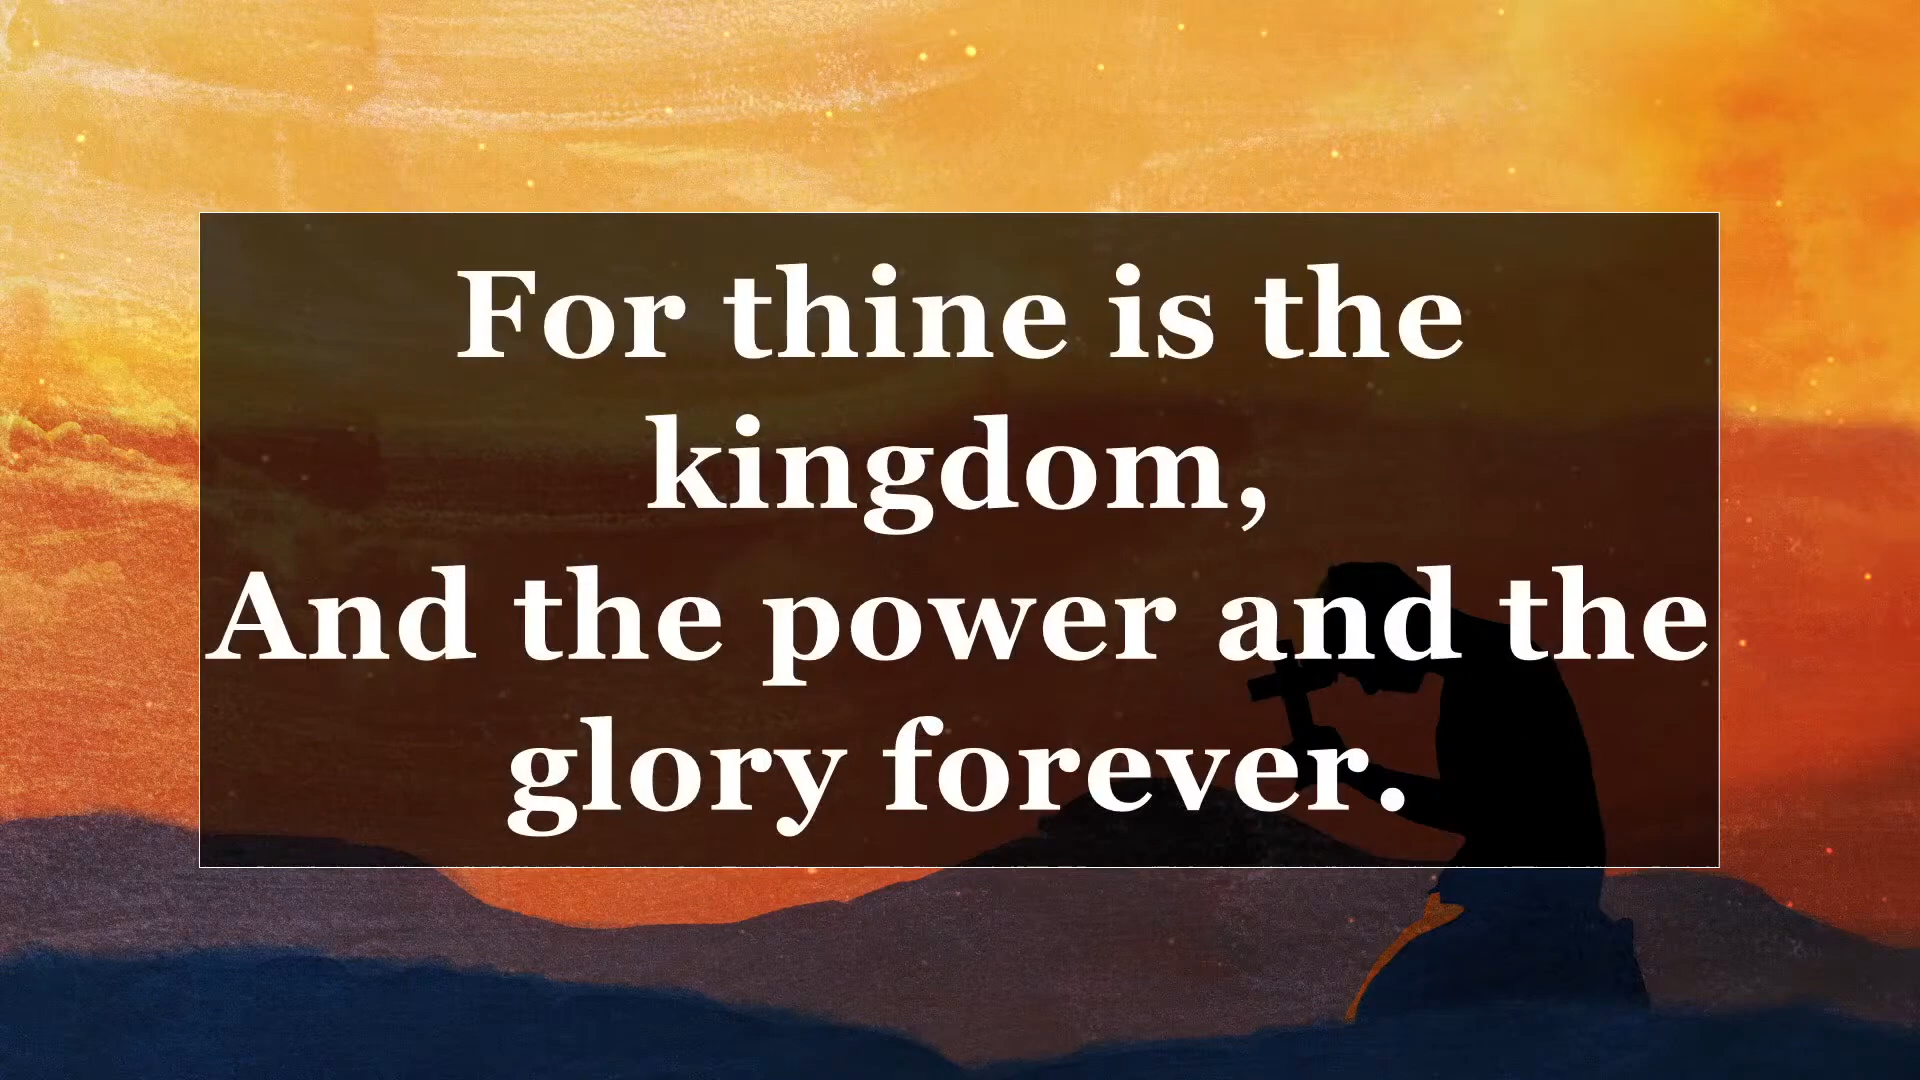 For thine is the
kingdom,
And the power and the
glory forever.